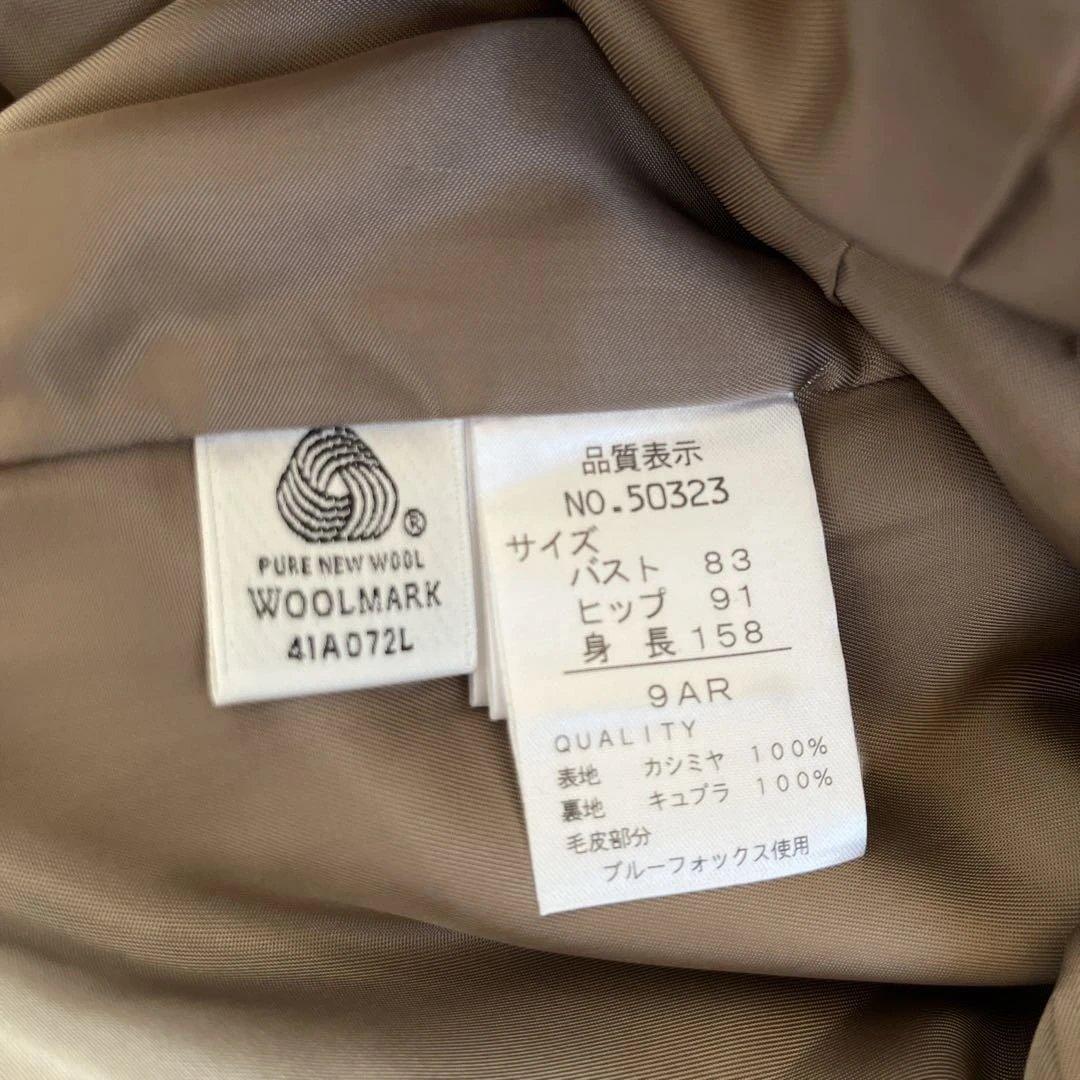 ®
PURE NEW WOOL
WOOLMARK
41A072L
品質表示
NO.50323
サイズ
バスト 83
ヒップ 91
身長 158
9AR
QUALITY
表地 カシミヤ 100%
裏地 キュプラ 100%
毛皮部分
ブルーフォックス使用